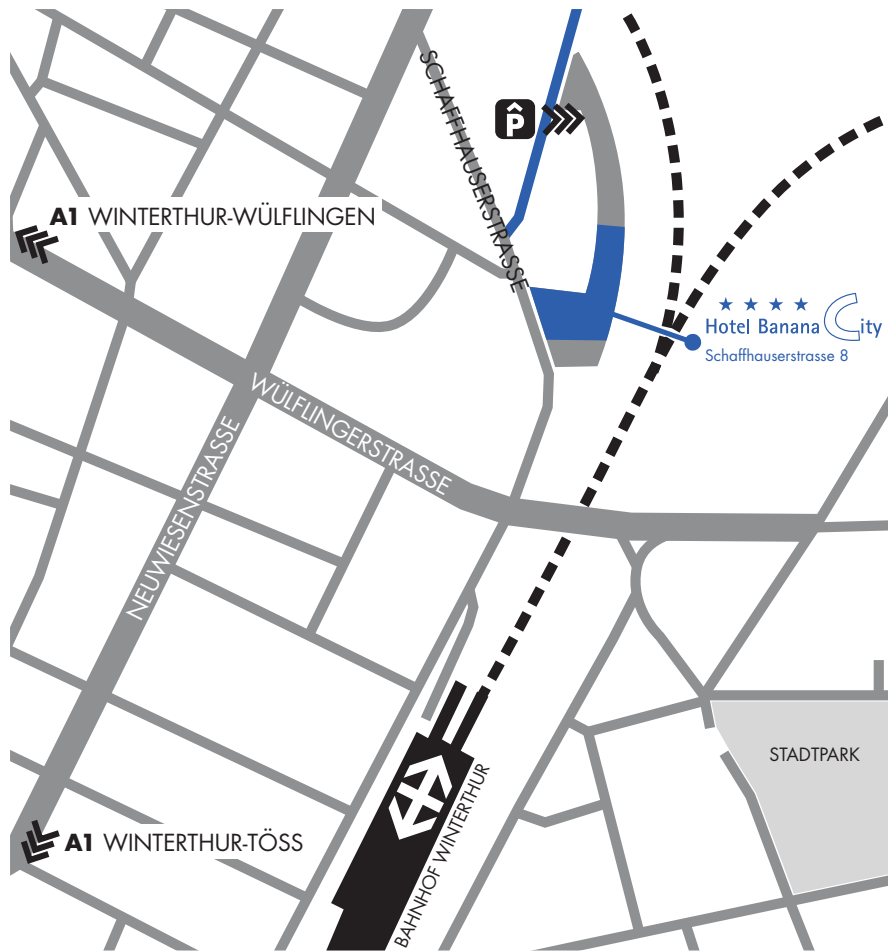 SCHAFFHAUSERSTRASSE
P
A1 WINTERTHUR-WÜLFLINGEN
★ ★ ★ ★
Hotel Banana City
Schaffhauserstrasse 8
WÜLFLINGERSTRASSE
NEUWIESENSTRASSE
STADTPARK
BAHNHOF WINTERTHUR
A1 WINTERTHUR-TÖSS